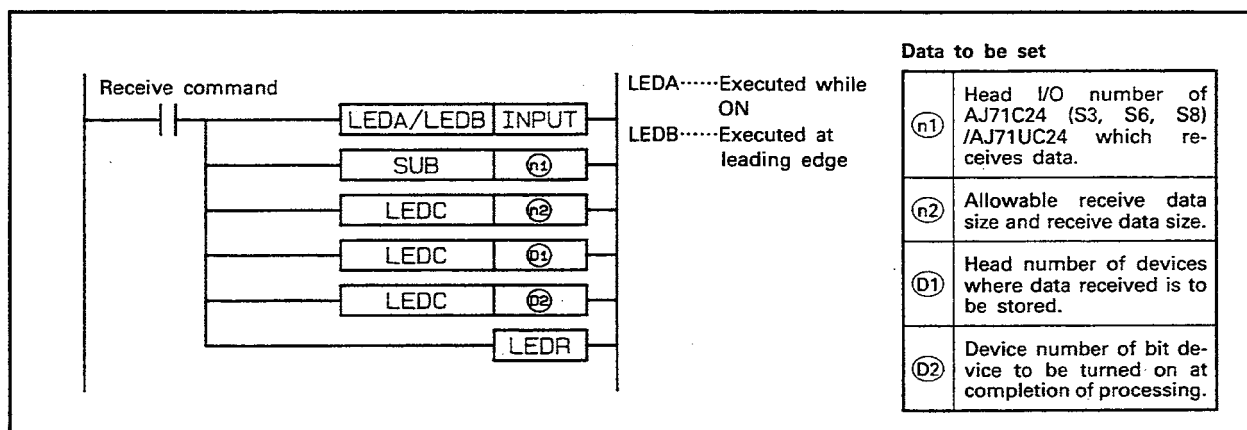 Receive command
LEDA/LEDB INPUT
SUB n1
LEDC n2
LEDC D1
LEDC D2
LEDR
LEDA······Executed while
ON
LEDB······Executed at
leading edge
Data to be set
n1 Head I/O number of
AJ71C24 (S3, S6, S8)
/AJ71UC24 which re-
ceives data.
n2 Allowable receive data
size and receive data size.
D1 Head number of devices
where data received is to
be stored.
D2 Device number of bit de-
vice to be turned on at
completion of processing.